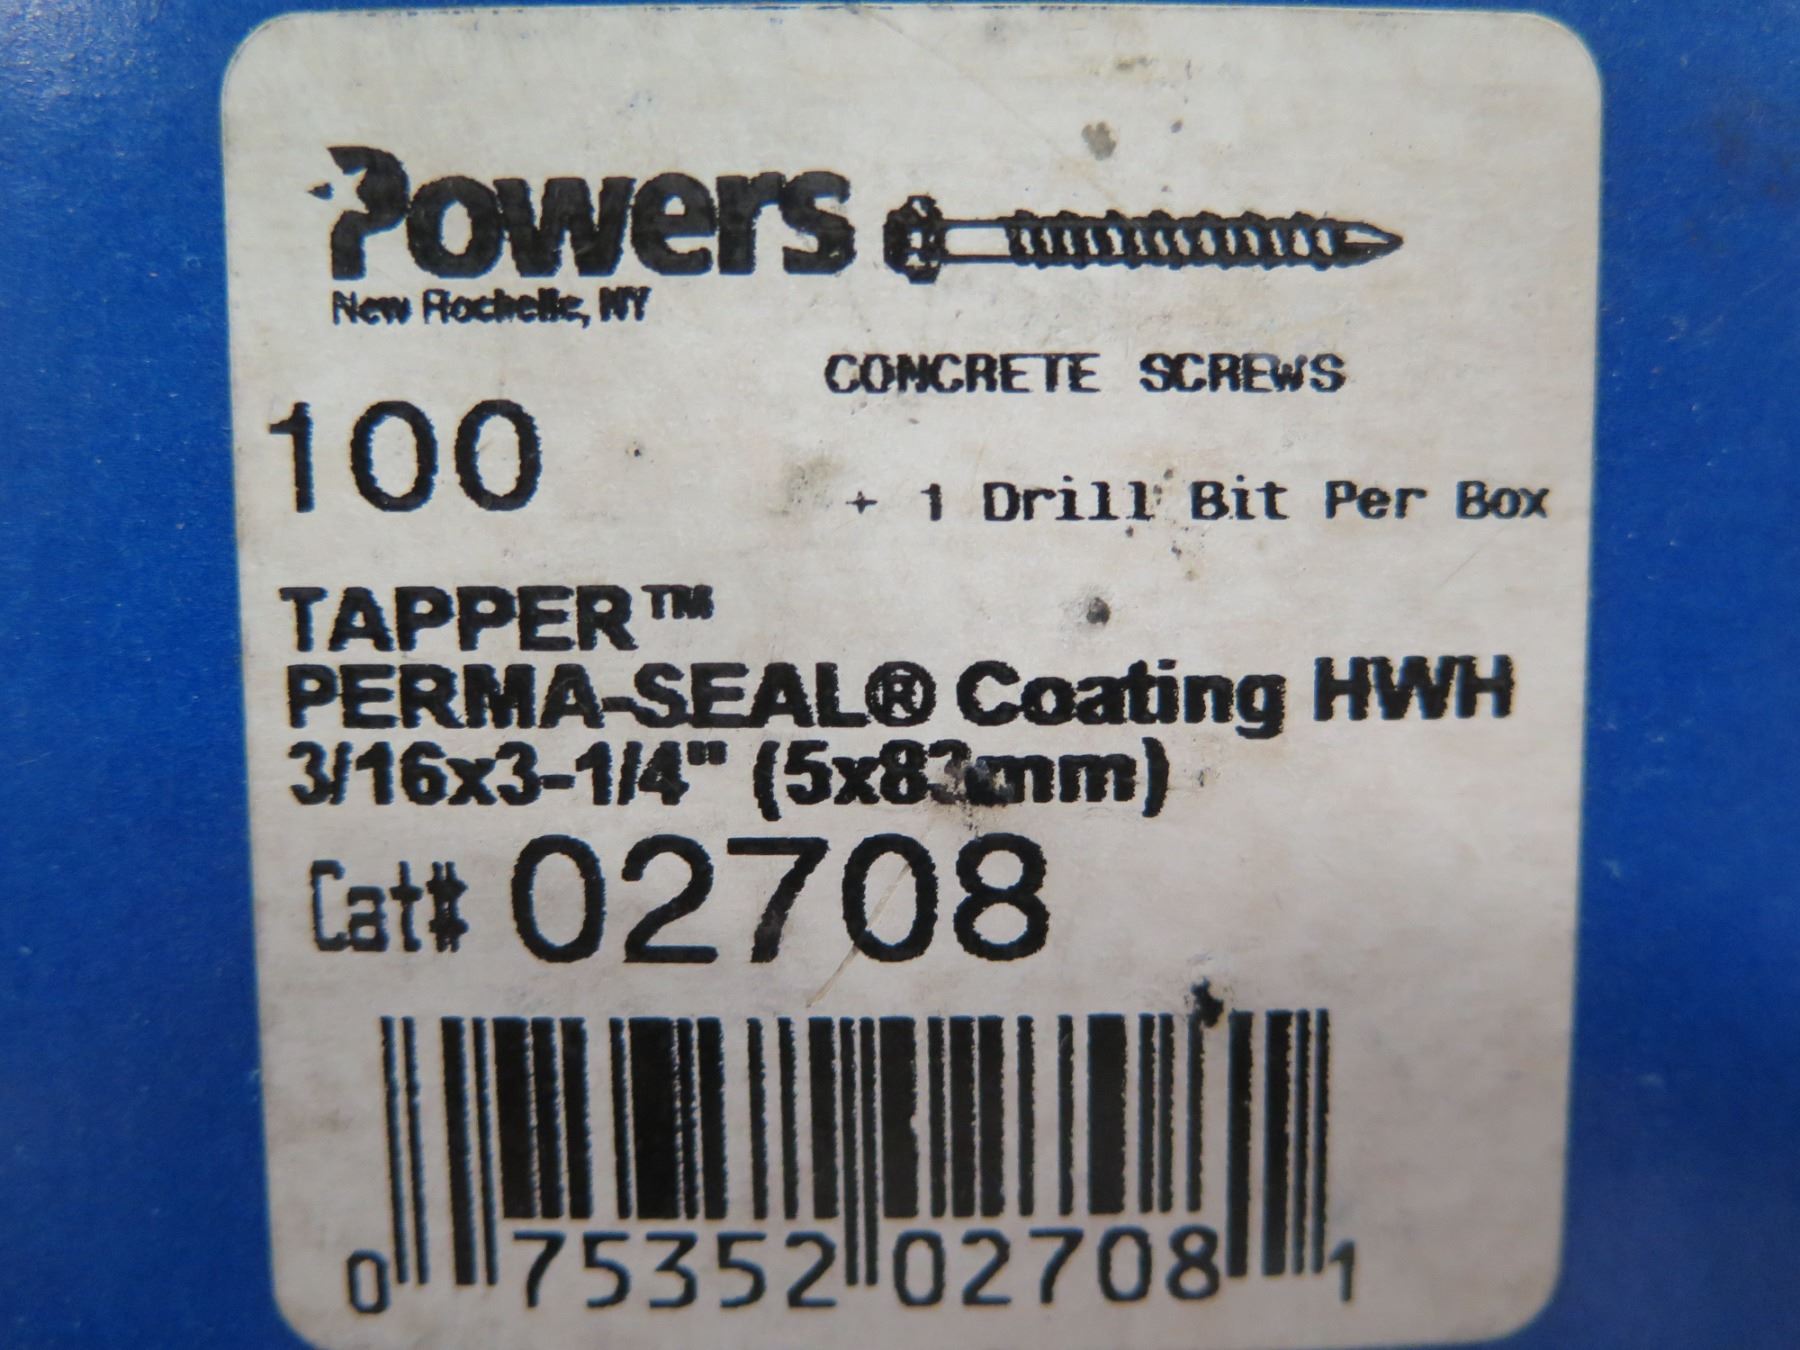 Powers
New Rochelle, NY
CONCRETE SCREWS
100
+ 1 Drill Bit Per Box
TAPPER™
PERMA-SEAL® Coating HWH
3/16x3-1/4" (5x83mm)
Cat# 02708
0 75352 02708 1